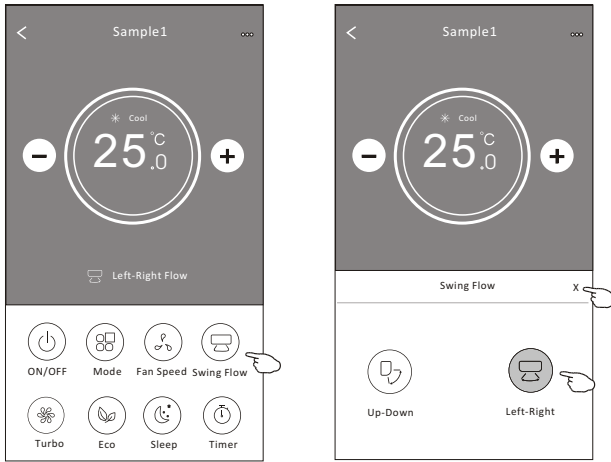 Sample1
Cool
25.0°C
Left-Right Flow
ON/OFF Mode Fan Speed Swing Flow
Turbo Eco Sleep Timer
Sample1
Cool
25.0°C
Swing Flow X
Up-Down Left-Right